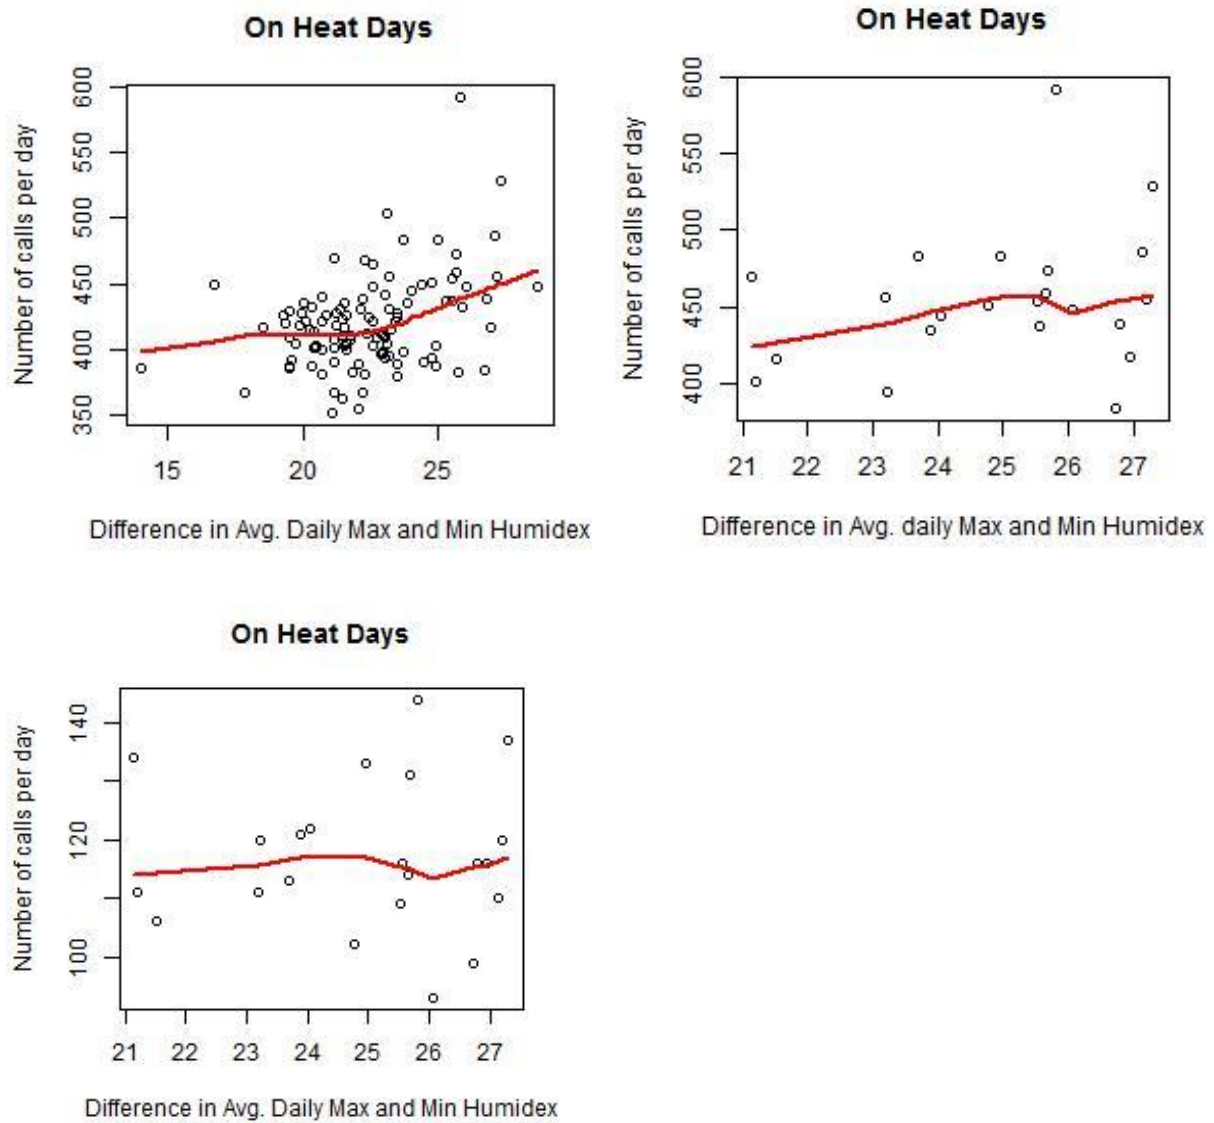 On Heat Days
Number of calls per day
600
550
500
450
400
350
15 20 25
Difference in Avg. Daily Max and Min Humidex
On Heat Days
Number of calls per day
600
550
500
450
400
21 22 23 24 25 26 27
Difference in Avg. daily Max and Min Humidex
On Heat Days
Number of calls per day
140
120
100
21 22 23 24 25 26 27
Difference in Avg. Daily Max and Min Humidex